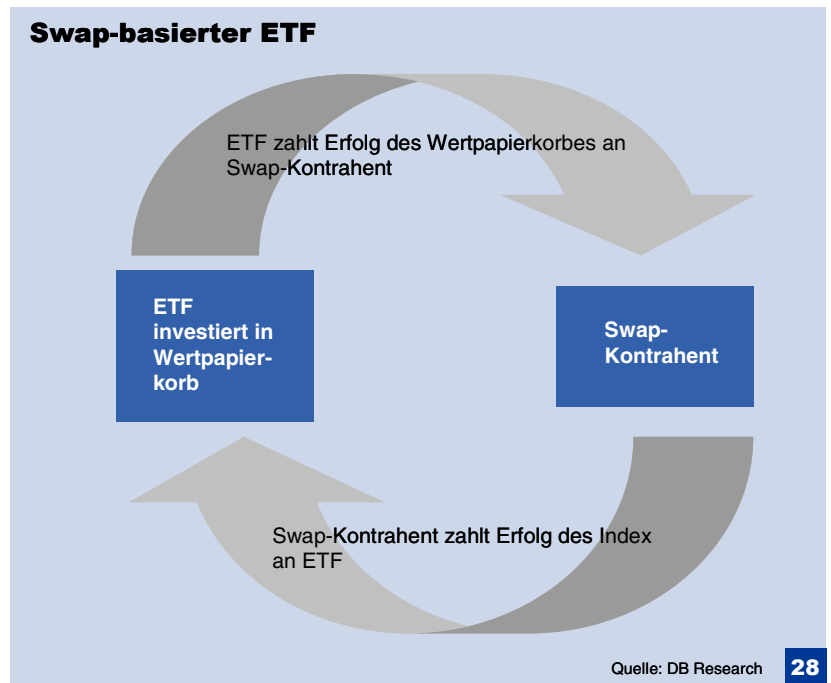 Swap-basierter ETF
ETF zahlt Erfolg des Wertpapierkorbes an
Swap-Kontrahent
ETF
investiert in
Wertpapier-
korb
Swap-
Kontrahent
Swap-Kontrahent zahlt Erfolg des Index
an ETF
Quelle: DB Research
28